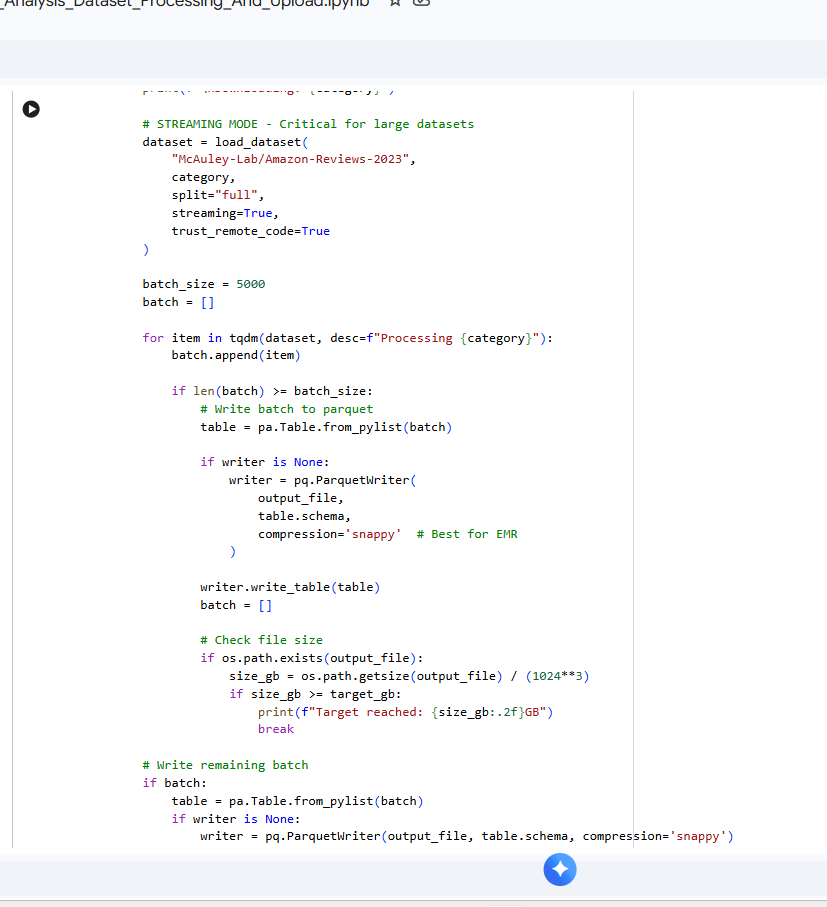 _Analysis_Dataset_Processing_And_Upload.ipynb
# STREAMING MODE - Critical for large datasets
dataset = load_dataset(
"McAuley-Lab/Amazon-Reviews-2023",
category,
split="full",
streaming=True,
trust_remote_code=True
)
batch_size = 5000
batch = []
for item in tqdm(dataset, desc=f"Processing {category}"):
batch.append(item)
if len(batch) >= batch_size:
# Write batch to parquet
table = pa.Table.from_pylist(batch)
if writer is None:
writer = pq.ParquetWriter(
output_file,
table.schema,
compression='snappy'  # Best for EMR
)
writer.write_table(table)
batch = []
# Check file size
if os.path.exists(output_file):
size_gb = os.path.getsize(output_file) / (1024**3)
if size_gb >= target_gb:
print(f"Target reached: {size_gb:.2f}GB")
break
# Write remaining batch
if batch:
table = pa.Table.from_pylist(batch)
if writer is None:
writer = pq.ParquetWriter(output_file, table.schema, compression='snappy')